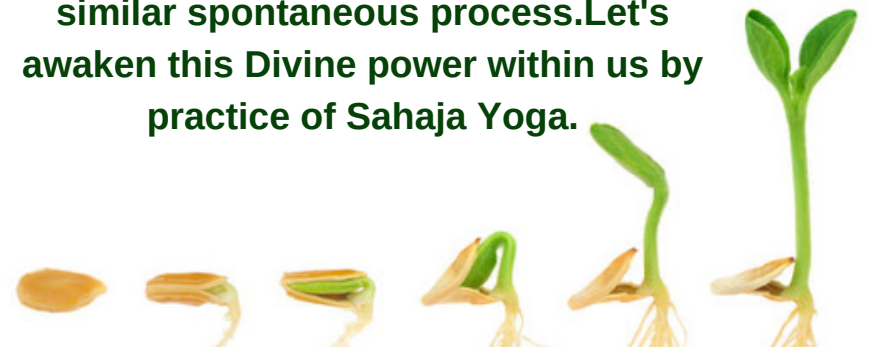 similar spontaneous process.Let's
awaken this Divine power within us by
practice of Sahaja Yoga.